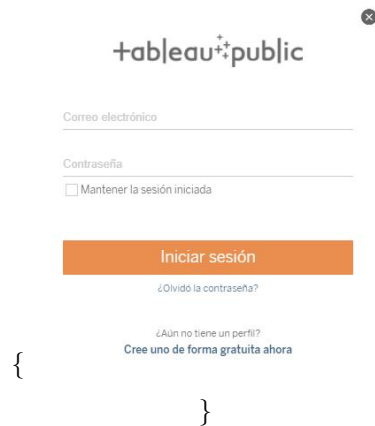 +ableau public
Correo electrónico
Contraseña
Mantener la sesión iniciada
Iniciar sesión
¿Olvidó la contraseña?
¿Aún no tiene un perfil?
Cree uno de forma gratuita ahora
{
}